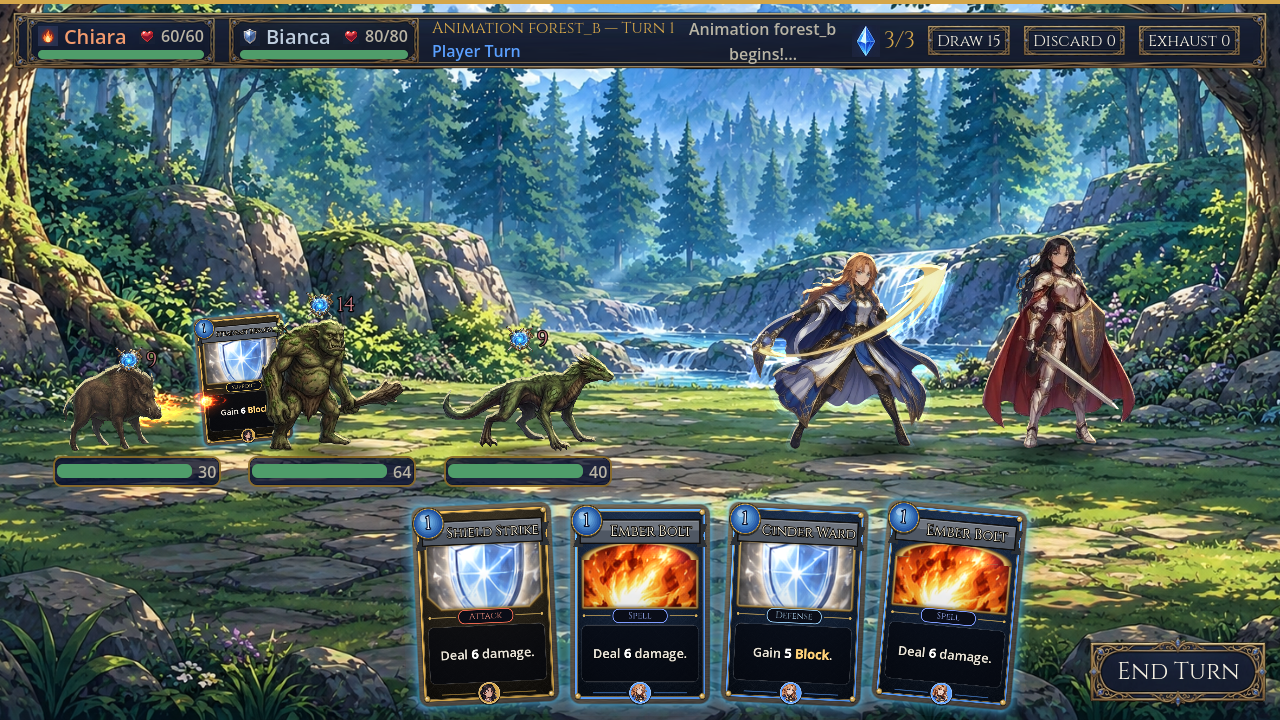 Chiara 60/60
Bianca 80/80
Animation forest_b — Turn 1
Player Turn
Animation forest_b
begins!...
3/3
Draw 15
Discard 0
Exhaust 0
14
9
9
1
Gain 6 Block
30
64
40
1 Shield Strike
Attack
Deal 6 damage.
1 Ember Bolt
Spell
Deal 6 damage.
1 Cinder Ward
Defense
Gain 5 Block.
1 Ember Bolt
Spell
Deal 6 damage.
End Turn